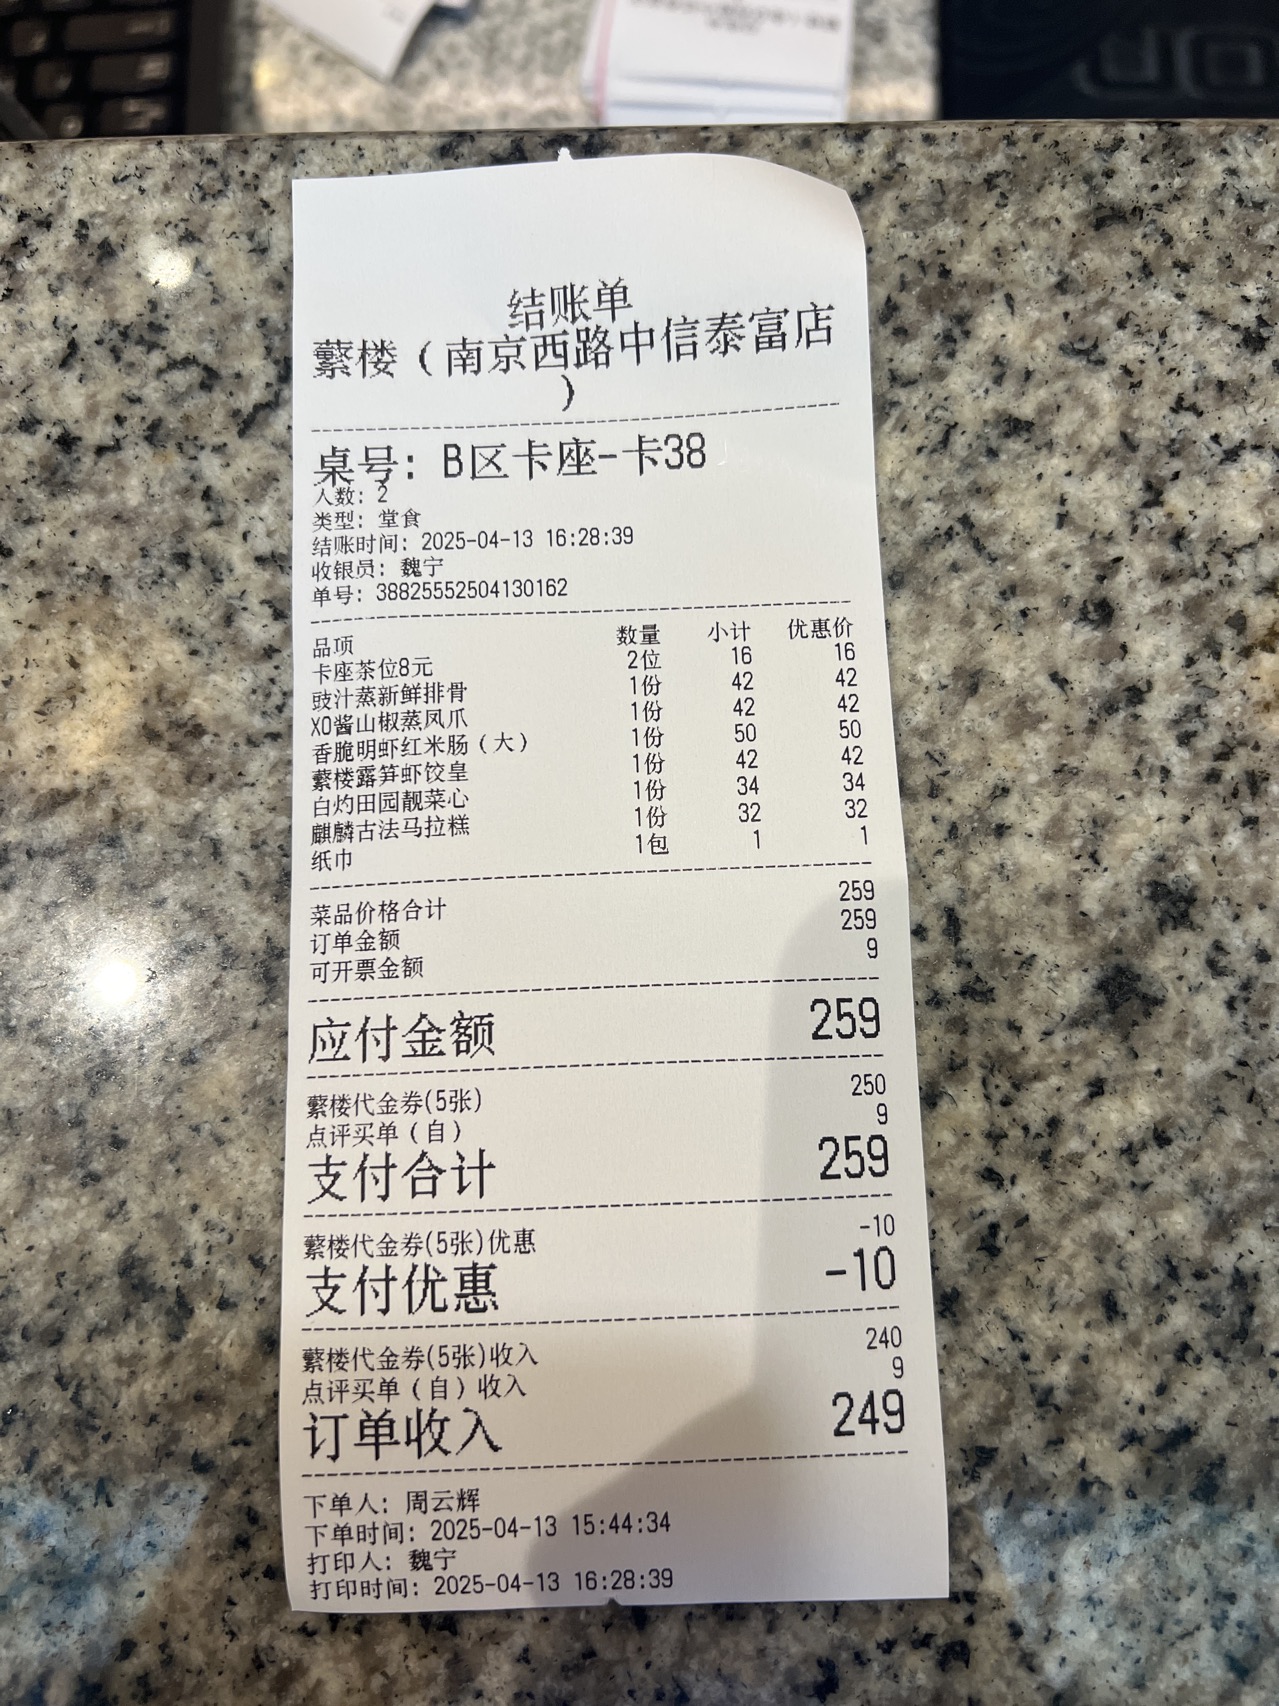 结账单
蘩楼（南京西路中信泰富店
）
桌号: B区卡座-卡38
人数: 2
类型: 堂食
结账时间: 2025-04-13 16:28:39
收银员: 魏宁
单号: 38825552504130162
品项 数量 小计 优惠价
卡座茶位8元 2位 16 16
豉汁蒸新鲜排骨 1份 42 42
XO酱山椒蒸凤爪 1份 42 42
香脆明虾红米肠（大） 1份 50 50
蘩楼露笋虾饺皇 1份 42 42
白灼田园靓菜心 1份 34 34
麒麟古法马拉糕 1份 32 32
纸巾 1包 1 1
菜品价格合计 259
订单金额 259
可开票金额 9
应付金额 259
蘩楼代金券(5张) 250
点评买单（自） 9
支付合计 259
蘩楼代金券(5张)优惠 -10
支付优惠 -10
蘩楼代金券(5张)收入 240
点评买单（自）收入 9
订单收入 249
下单人: 周云辉
下单时间: 2025-04-13 15:44:34
打印人: 魏宁
打印时间: 2025-04-13 16:28:39